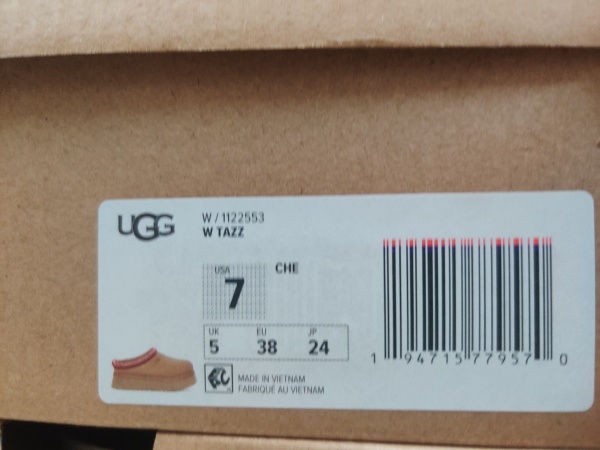 UGG
W / 1122553
W TAZZ
USA
7
CHE
UK EU JP
5 38 24
MADE IN VIETNAM
FABRIQUÉ AU VIETNAM
1 94715 77957 0